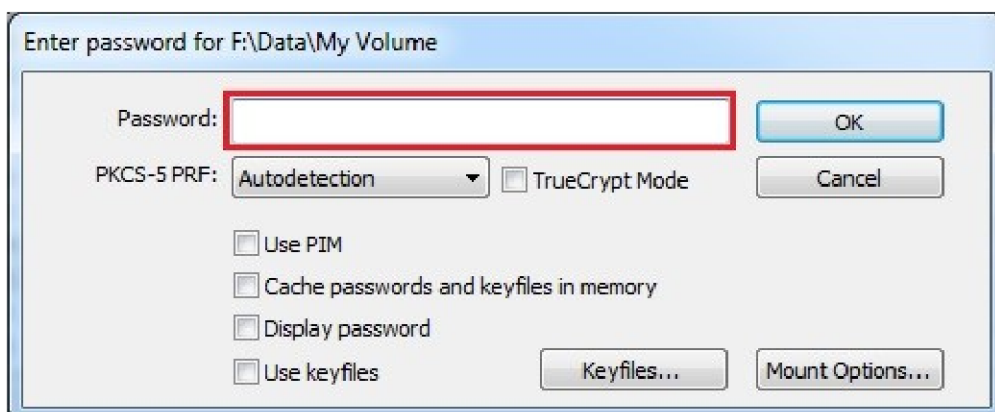 Enter password for F:\Data\My Volume
Password:
OK
PKCS-5 PRF: Autodetection TrueCrypt Mode
Cancel
Use PIM
Cache passwords and keyfiles in memory
Display password
Use keyfiles
Keyfiles...
Mount Options...